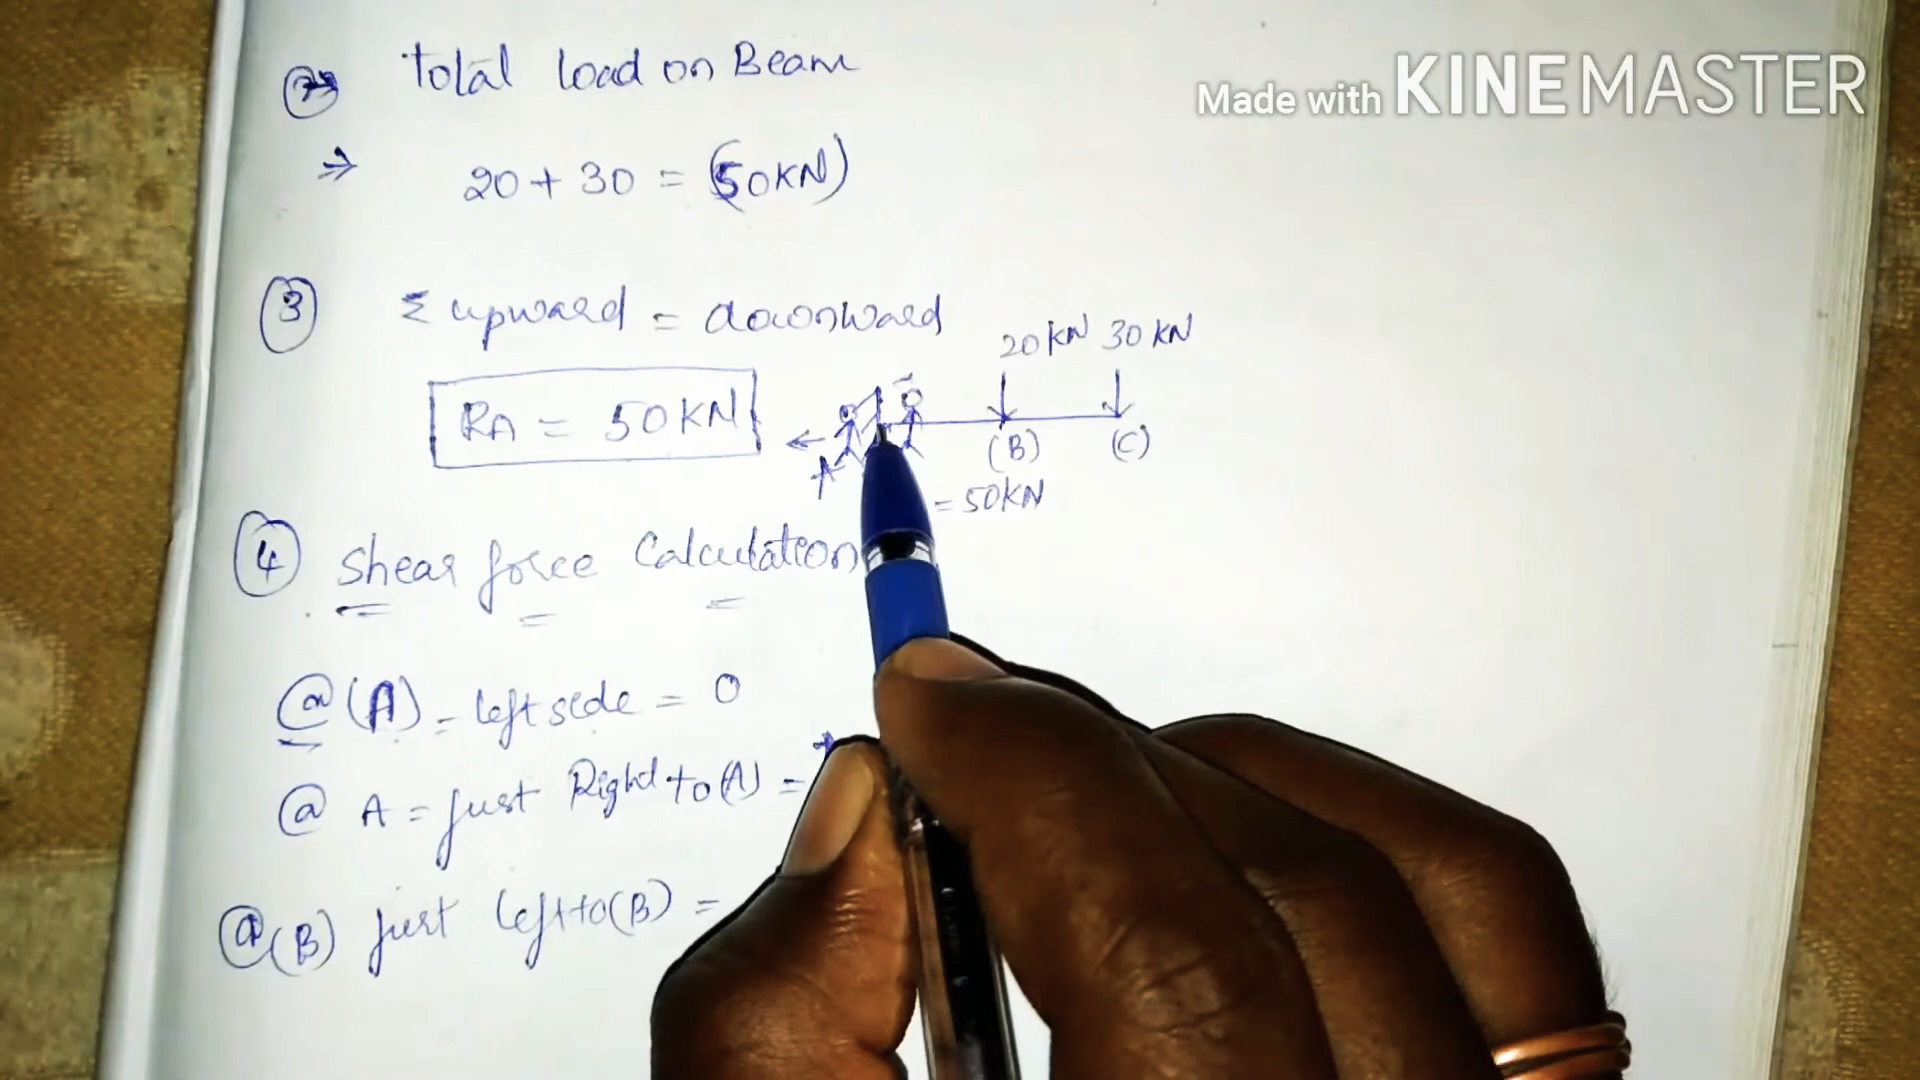 Made with KINEMASTER
② Total load on Beam
⇒ 20 + 30 = (50KN)
③ Σ upward = downward
20KN 30KN
RA = 50KN
A (B) (C)
= 50KN
④ Shear force Calculation
@(A) - left side = 0
@ A = Just Right to (A) = +
@(B) just left to (B) =